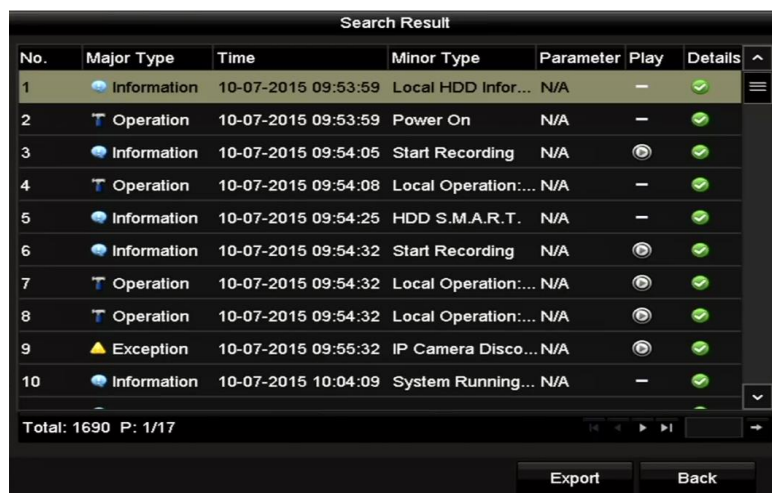 Search Result
No. Major Type Time Minor Type Parameter Play Details
1 Information 10-07-2015 09:53:59 Local HDD Infor... N/A –
2 Operation 10-07-2015 09:53:59 Power On N/A –
3 Information 10-07-2015 09:54:05 Start Recording N/A
4 Operation 10-07-2015 09:54:08 Local Operation:... N/A –
5 Information 10-07-2015 09:54:25 HDD S.M.A.R.T. N/A –
6 Information 10-07-2015 09:54:32 Start Recording N/A
7 Operation 10-07-2015 09:54:32 Local Operation:... N/A
8 Operation 10-07-2015 09:54:32 Local Operation:... N/A
9 Exception 10-07-2015 09:55:32 IP Camera Disco... N/A
10 Information 10-07-2015 10:04:09 System Running... N/A –
Total: 1690 P: 1/17
Export Back